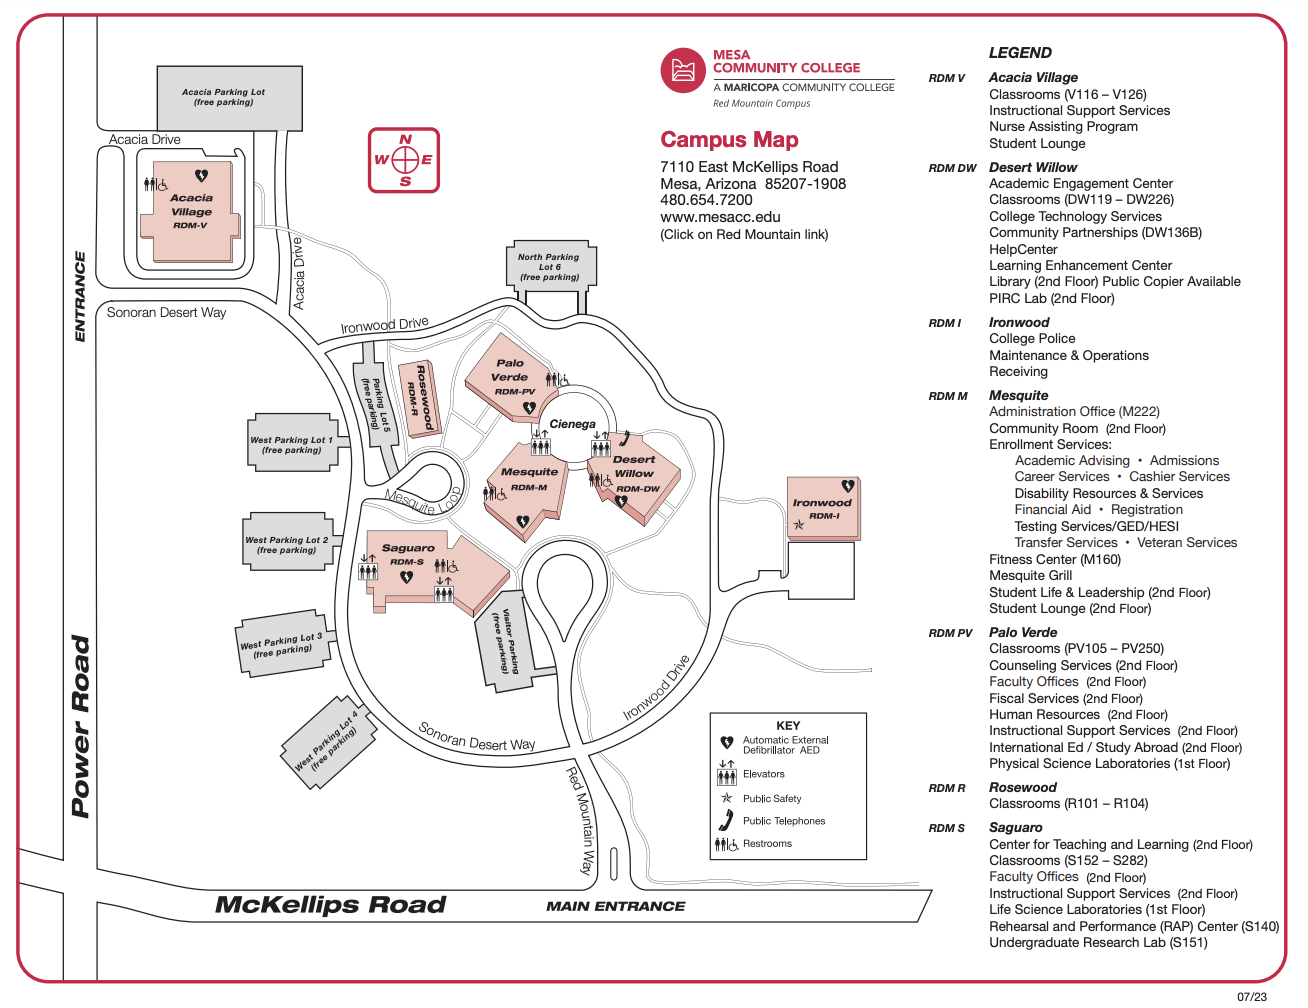 MESA
COMMUNITY COLLEGE
A MARICOPA COMMUNITY COLLEGE
Red Mountain Campus
Campus Map
7110 East McKellips Road
Mesa, Arizona  85207-1908
480.654.7200
www.mesacc.edu
(Click on Red Mountain link)
N
W E
S
Acacia Parking Lot
(free parking)
Acacia Drive
Acacia
Village
RDM-V
ENTRANCE
Acacia Drive
Sonoran Desert Way
North Parking
Lot 6
(free parking)
Ironwood Drive
Parking Lot 5
(free parking)
Rosewood
RDM-R
Palo
Verde
RDM-PV
Cienega
West Parking Lot 1
(free parking)
Mesquite
RDM-M
Desert
Willow
RDM-DW
Mesquite Loop
Ironwood
RDM-I
West Parking Lot 2
(free parking)
Saguaro
RDM-S
Visitor Parking
(free parking)
West Parking Lot 3
(free parking)
West Parking Lot 4
(free parking)
Power Road
Ironwood Drive
Sonoran Desert Way
Red Mountain Way
McKellips Road
MAIN ENTRANCE
KEY
Automatic External
Defibrillator  AED
Elevators
Public Safety
Public Telephones
Restrooms
LEGEND
RDM V Acacia Village
Classrooms (V116 – V126)
Instructional Support Services
Nurse Assisting Program
Student Lounge
RDM DW Desert Willow
Academic Engagement Center
Classrooms (DW119 – DW226)
College Technology Services
Community Partnerships (DW136B)
HelpCenter
Learning Enhancement Center
Library (2nd Floor) Public Copier Available
PIRC Lab (2nd Floor)
RDM I Ironwood
College Police
Maintenance & Operations
Receiving
RDM M Mesquite
Administration Office (M222)
Community Room  (2nd Floor)
Enrollment Services:
Academic Advising • Admissions
Career Services • Cashier Services
Disability Resources & Services
Financial Aid • Registration
Testing Services/GED/HESI
Transfer Services • Veteran Services
Fitness Center (M160)
Mesquite Grill
Student Life & Leadership (2nd Floor)
Student Lounge (2nd Floor)
RDM PV Palo Verde
Classrooms (PV105 – PV250)
Counseling Services (2nd Floor)
Faculty Offices  (2nd Floor)
Fiscal Services (2nd Floor)
Human Resources  (2nd Floor)
Instructional Support Services  (2nd Floor)
International Ed / Study Abroad (2nd Floor)
Physical Science Laboratories (1st Floor)
RDM R Rosewood
Classrooms (R101 – R104)
RDM S Saguaro
Center for Teaching and Learning (2nd Floor)
Classrooms (S152 – S282)
Faculty Offices  (2nd Floor)
Instructional Support Services  (2nd Floor)
Life Science Laboratories (1st Floor)
Rehearsal and Performance (RAP) Center (S140)
Undergraduate Research Lab (S151)
07/23